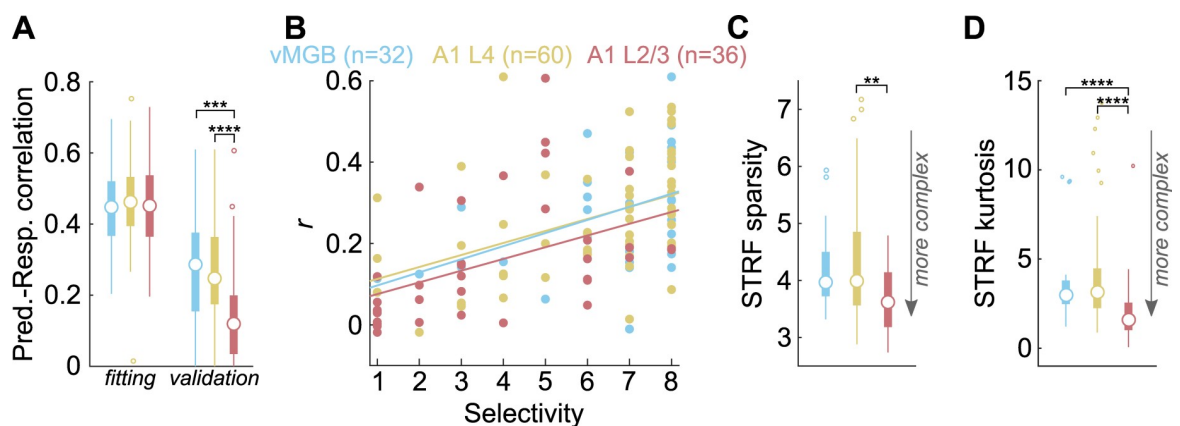 A
Pred.-Resp. correlation
0.8
0.6
0.4
0.2
0
***
****
fitting
validation
B
vMGB (n=32)
A1 L4 (n=60)
A1 L2/3 (n=36)
r
0.6
0.4
0.2
0
1 2 3 4 5 6 7 8
Selectivity
C
STRF sparsity
7
6
5
4
3
**
more complex
D
STRF kurtosis
15
10
5
0
****
****
more complex